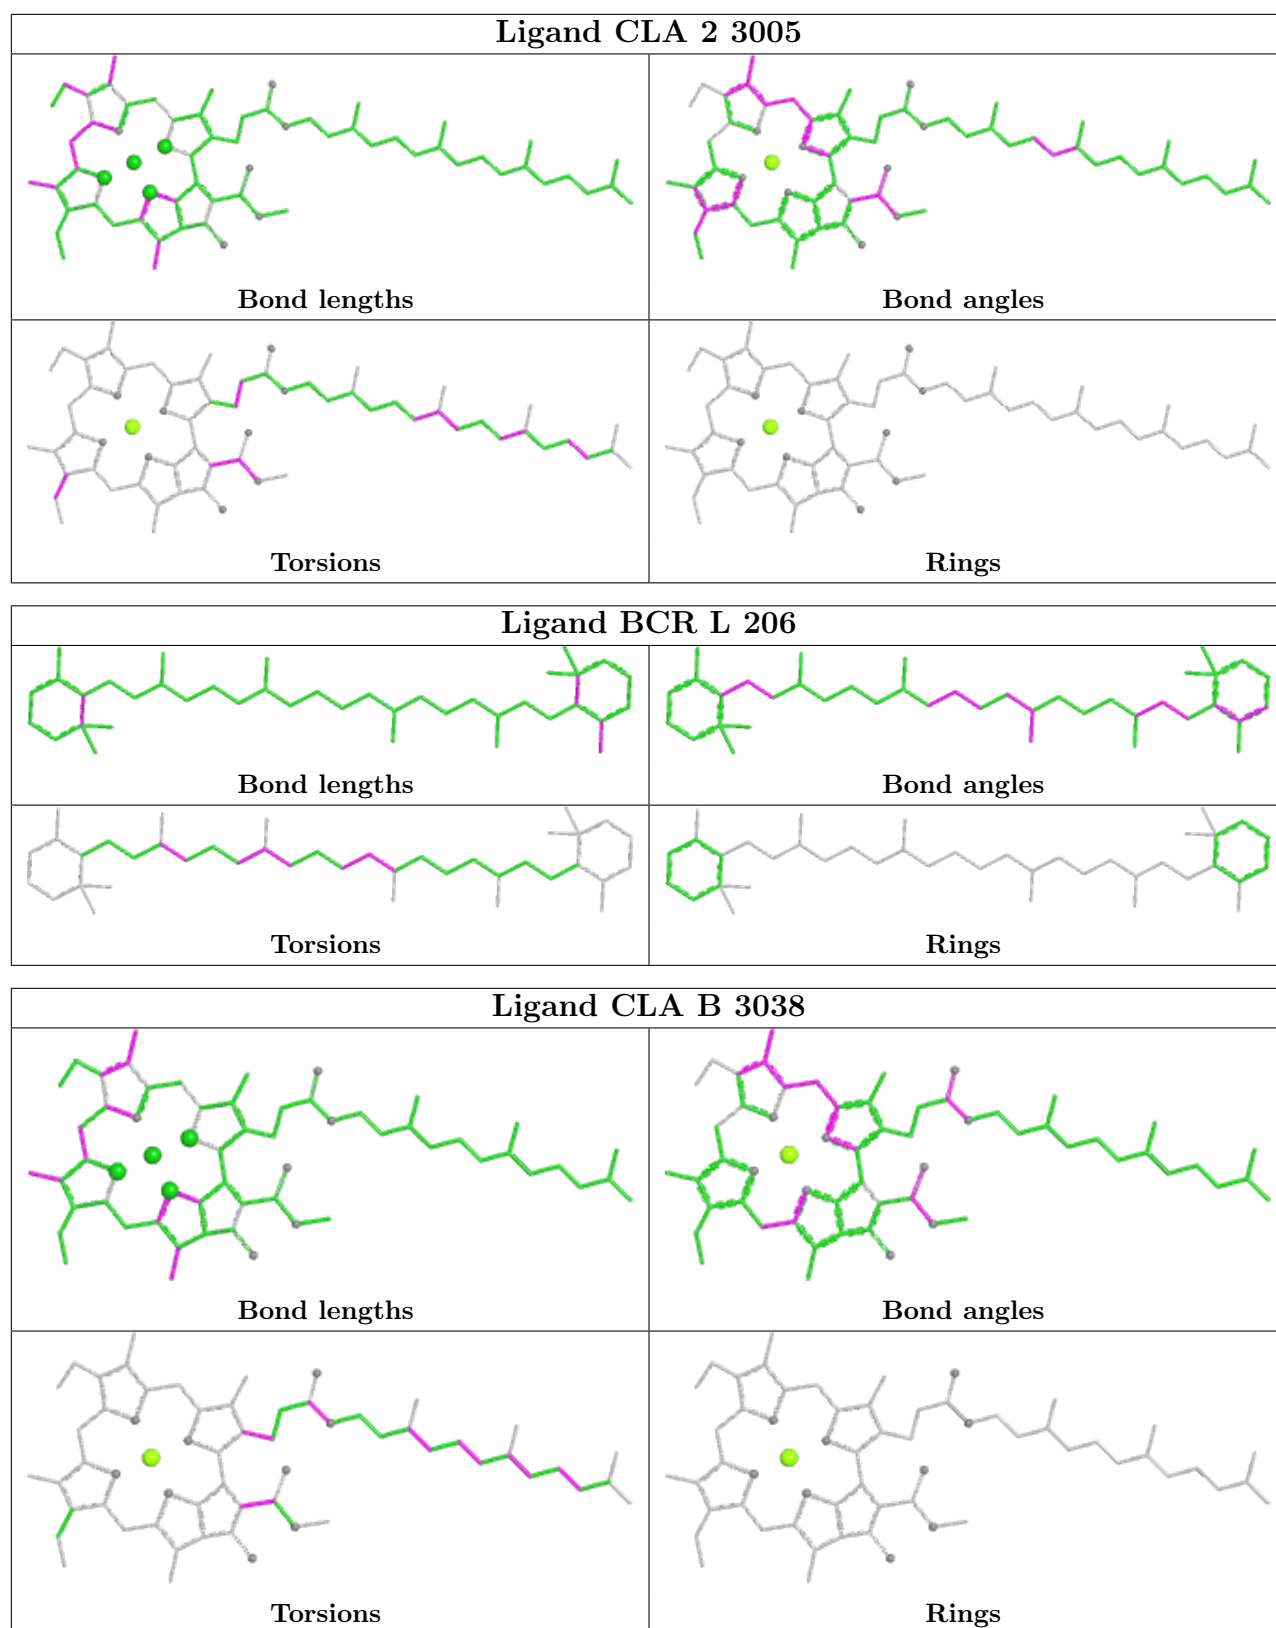 Ligand CLA 2 3005
Bond lengths
Bond angles
Torsions
Rings
Ligand BCR L 206
Bond lengths
Bond angles
Torsions
Rings
Ligand CLA B 3038
Bond lengths
Bond angles
Torsions
Rings